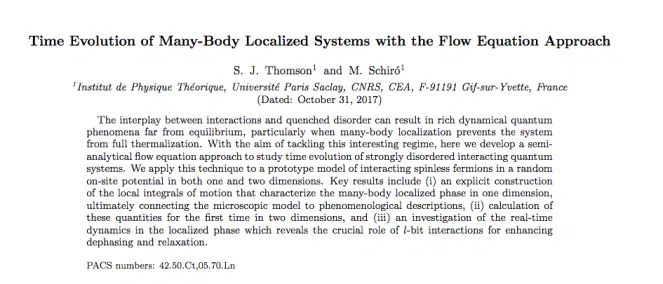 Time Evolution of Many-Body Localized Systems with the Flow Equation Approach
S. J. Thomson¹ and M. Schiró¹
¹Institut de Physique Théorique, Université Paris Saclay, CNRS, CEA, F-91191 Gif-sur-Yvette, France
(Dated: October 31, 2017)
The interplay between interactions and quenched disorder can result in rich dynamical quantum
phenomena far from equilibrium, particularly when many-body localization prevents the system
from full thermalization. With the aim of tackling this interesting regime, here we develop a semi-
analytical flow equation approach to study time evolution of strongly disordered interacting quantum
systems. We apply this technique to a prototype model of interacting spinless fermions in a random
on-site potential in both one and two dimensions. Key results include (i) an explicit construction
of the local integrals of motion that characterize the many-body localized phase in one dimension,
ultimately connecting the microscopic model to phenomenological descriptions, (ii) calculation of
these quantities for the first time in two dimensions, and (iii) an investigation of the real-time
dynamics in the localized phase which reveals the crucial role of l-bit interactions for enhancing
dephasing and relaxation.
PACS numbers: 42.50.Ct,05.70.Ln